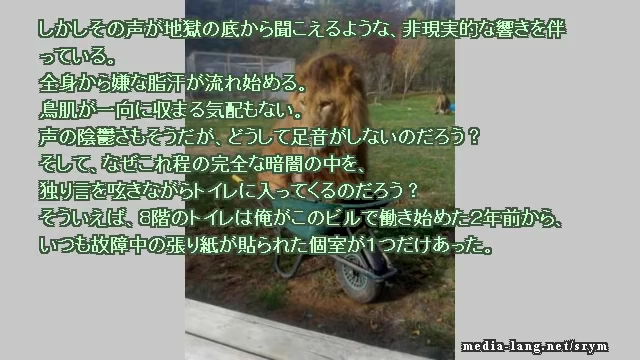 しかしその声が地獄の底から聞こえるような、非現実的な響きを伴
っている。
全身から嫌な脂汗が流れ始める。
鳥肌が一向に収まる気配もない。
声の陰鬱さもそうだが、どうして足音がしないのだろう？
そして、なぜこれ程の完全な暗闇の中を、
独り言を呟きながらトイレに入ってくるのだろう？
そういえば、８階のトイレは俺がこのビルで働き始めた２年前から、
いつも故障中の張り紙が貼られた個室が１つだけあった。
media-lang.net/srym